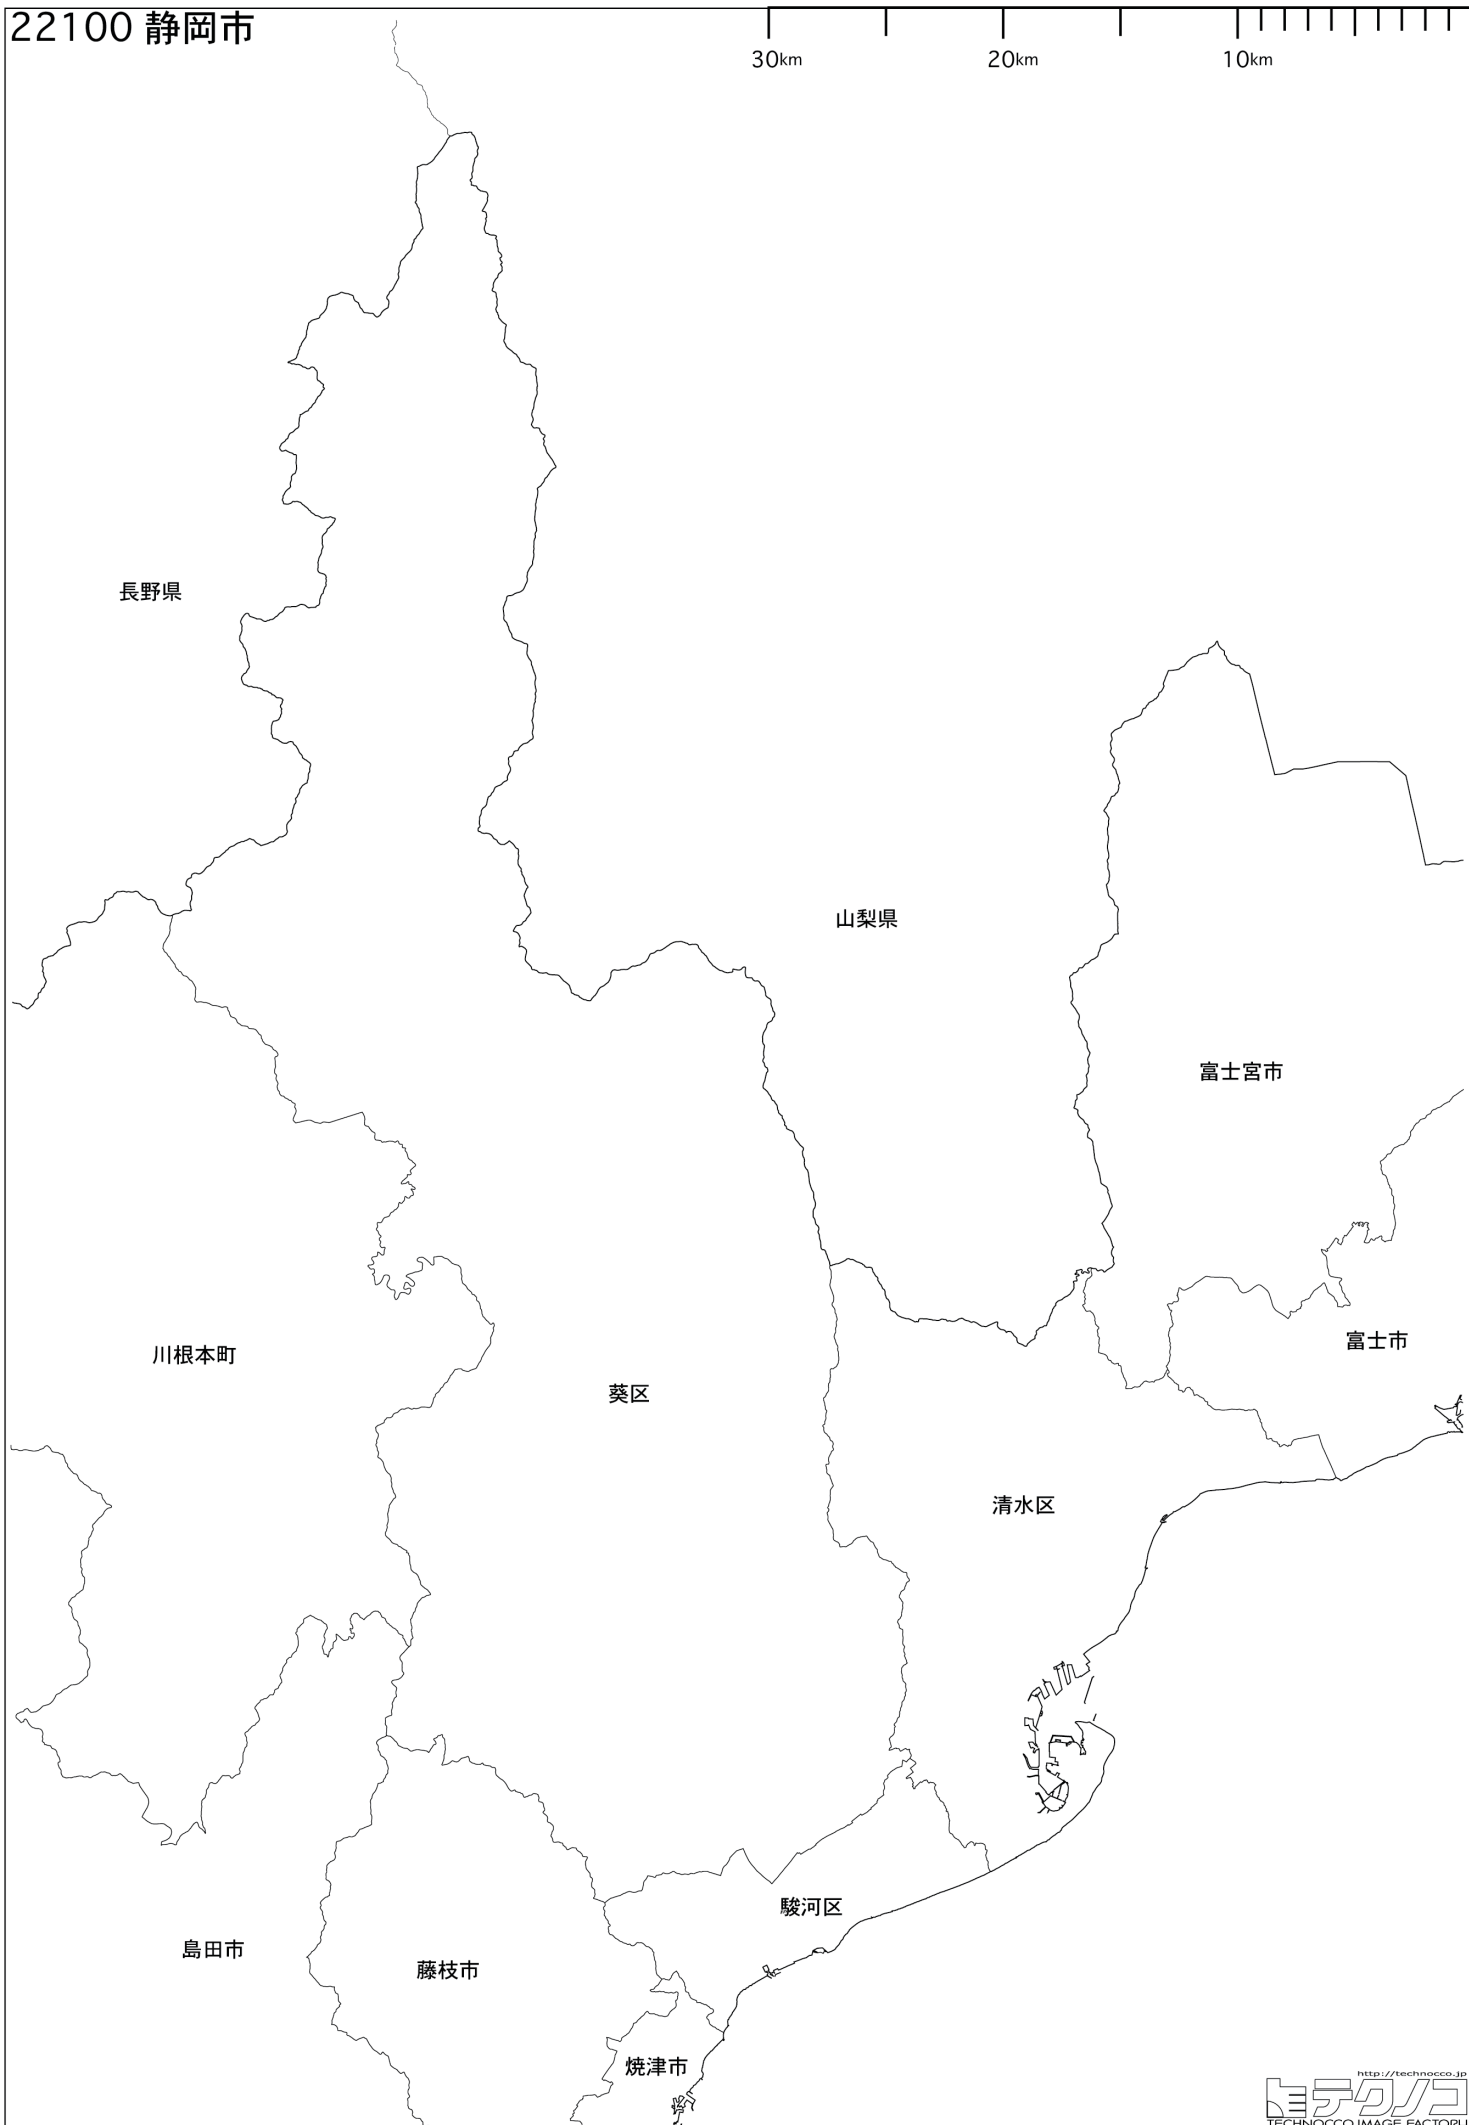 22100 静岡市
30km
20km
10km
長野県
山梨県
富士宮市
富士市
川根本町
葵区
清水区
駿河区
島田市
藤枝市
焼津市
http://technocco.jp
テクノコ
TECHNOCCO IMAGE FACTORY